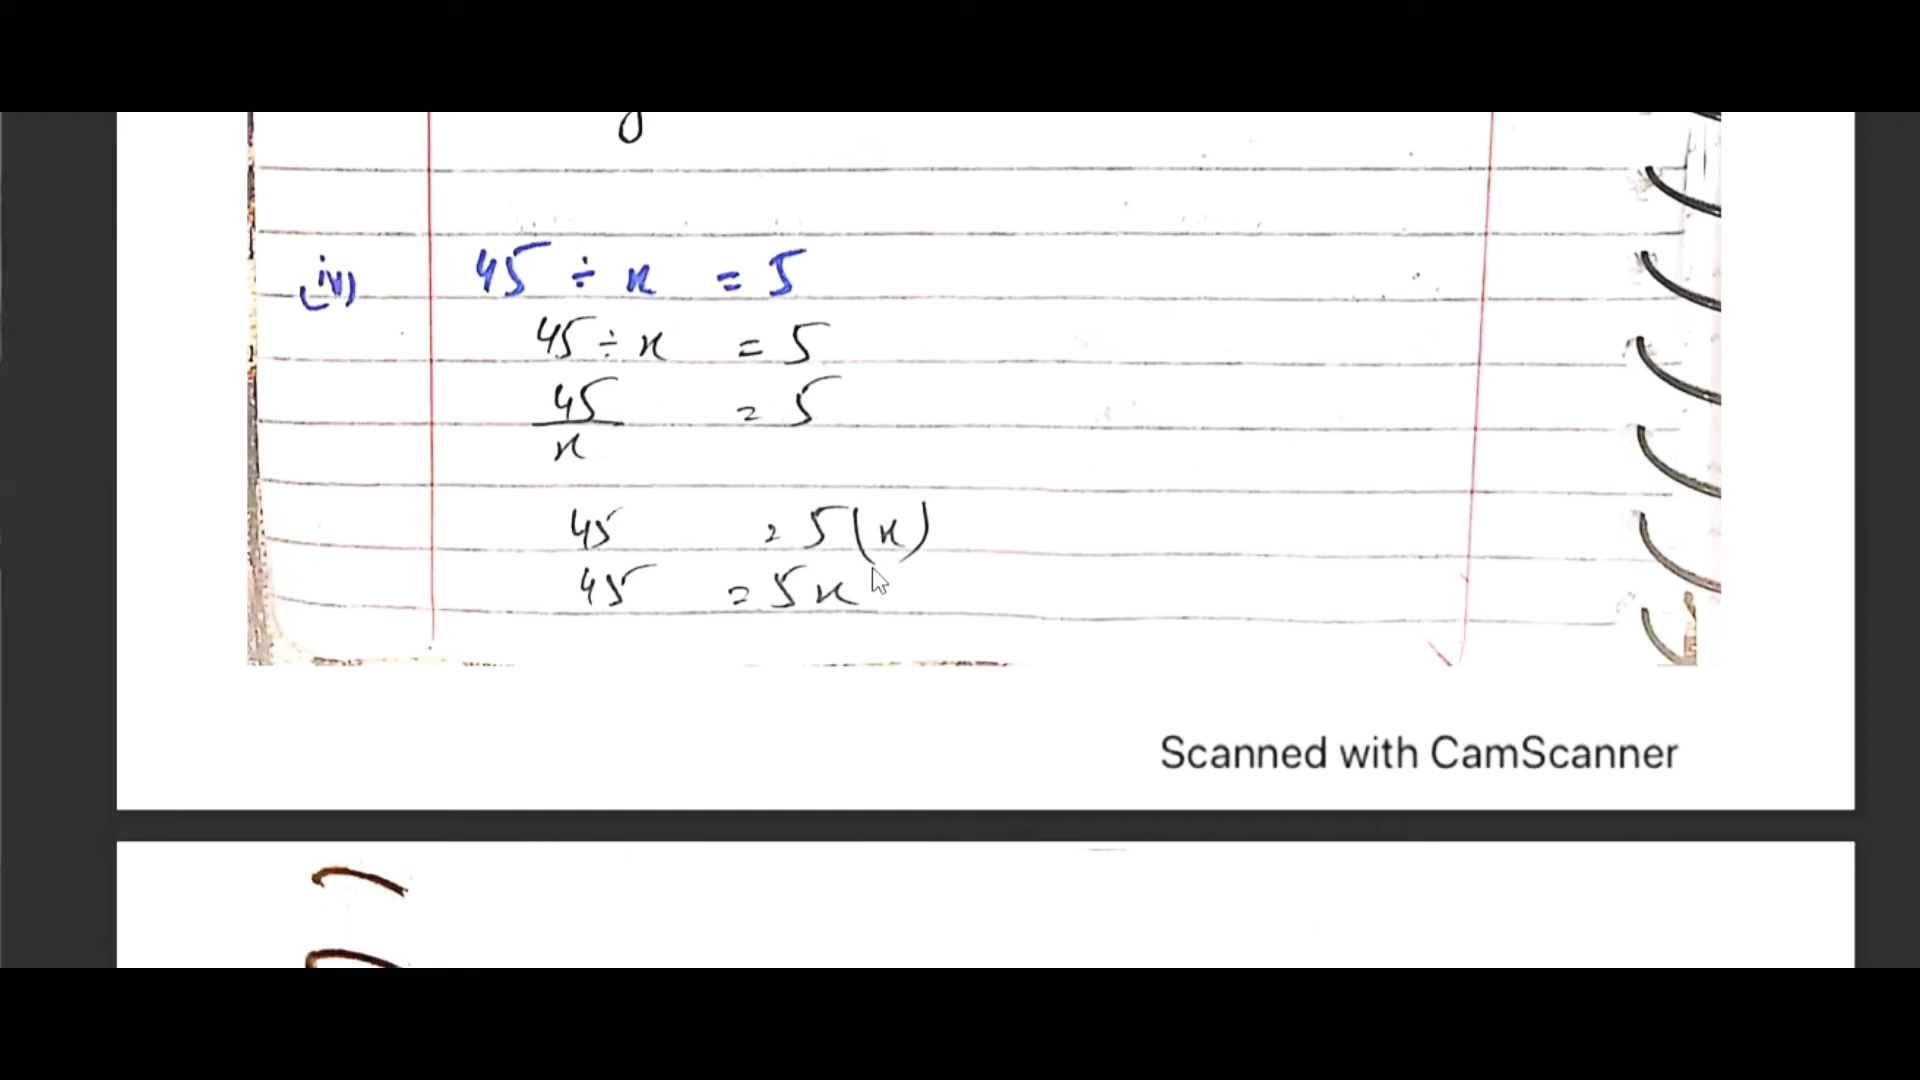 (iv) 45 ÷ x = 5
45 ÷ x = 5
45/x = 5
45 = 5(x)
45 = 5x
Scanned with CamScanner